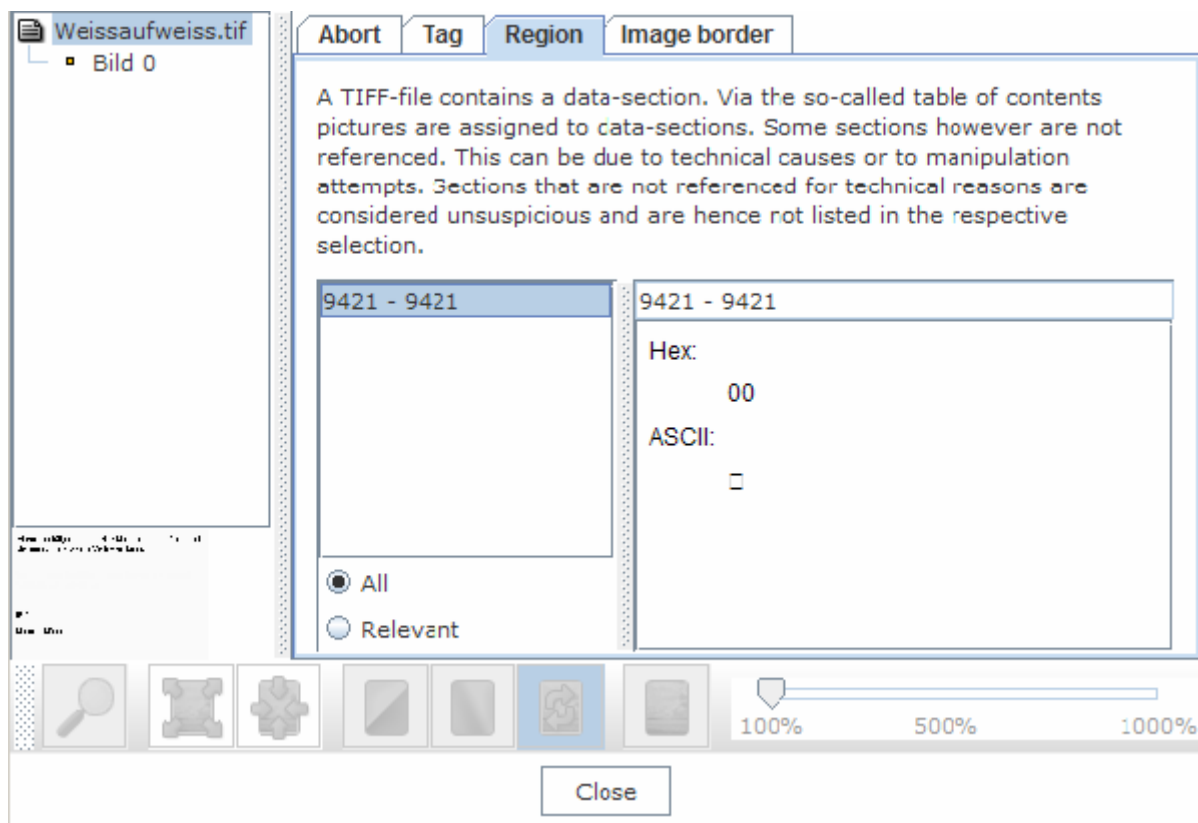 Weissaufweiss.tif
Bild 0
Abort Tag Region Image border
A TIFF-file contains a data-section. Via the so-called table of contents
pictures are assigned to data-sections. Some sections however are not
referenced. This can be due to technical causes or to manipulation
attempts. Sections that are not referenced for technical reasons are
considered unsuspicious and are hence not listed in the respective
selection.
9421 - 9421
9421 - 9421
Hex:
00
ASCII:
All
Relevant
100% 500% 1000%
Close